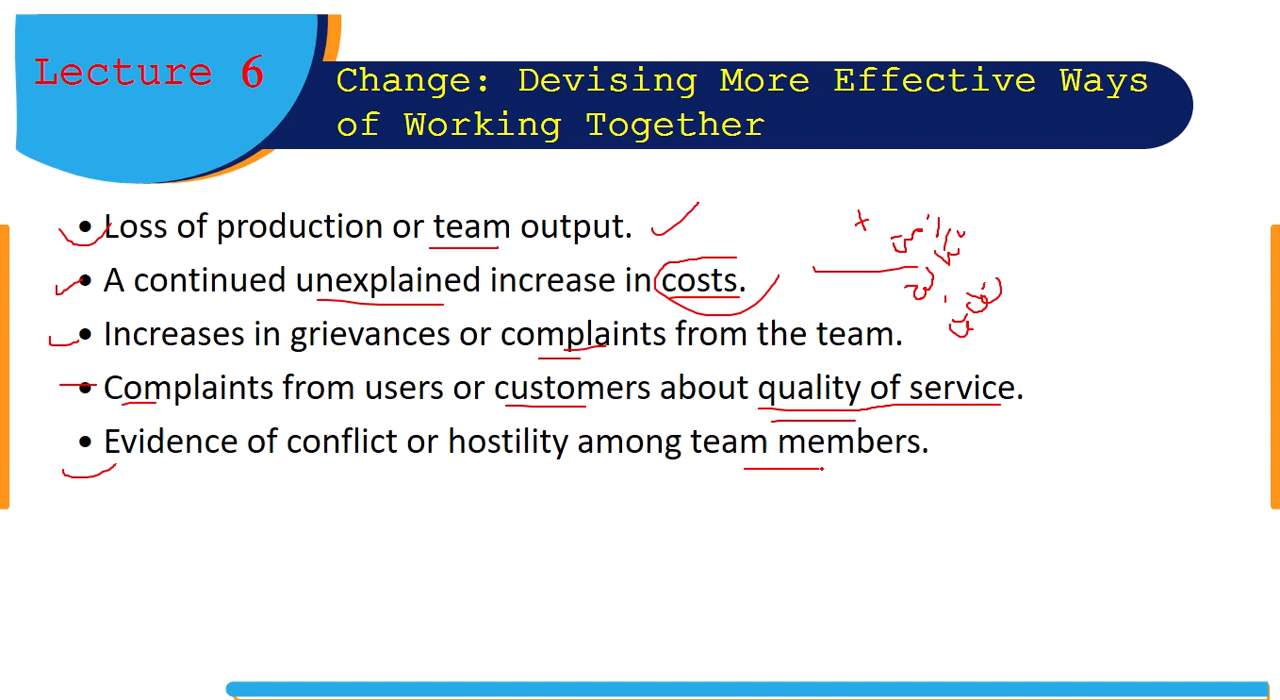 Lecture 6
Change: Devising More Effective Ways
of Working Together
• Loss of production or team output.
• A continued unexplained increase in costs.
• Increases in grievances or complaints from the team.
• Complaints from users or customers about quality of service.
• Evidence of conflict or hostility among team members.